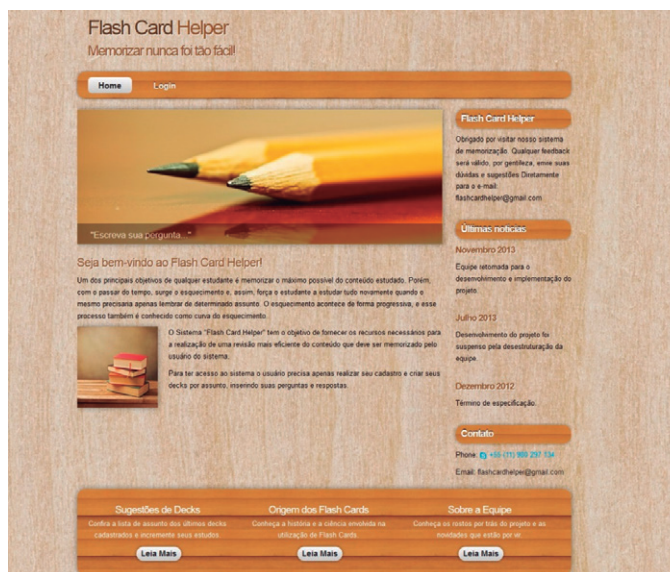 Flash Card Helper
Memorizar nunca foi tão fácil!
Home
Login
"Escreva sua pergunta..."
Seja bem-vindo ao Flash Card Helper!
Um dos principais objetivos de qualquer estudante é memorizar o máximo possível do conteúdo estudado. Porém,
com o passar do tempo, surge o esquecimento e, assim, força o estudante a estudar tudo novamente quando o
mesmo precisaria apenas lembrar de determinado assunto. O esquecimento acontece de forma progressiva, e esse
processo também é conhecido como curva do esquecimento.
O Sistema "Flash Card Helper" tem o objetivo de fornecer os recursos necessários para
a realização de uma revisão mais eficiente do conteúdo que deve ser memorizado pelo
usuário do sistema.
Para ter acesso ao sistema o usuário precisa apenas realizar seu cadastro e criar seus
decks por assunto, inserindo suas perguntas e respostas.
Flash Card Helper
Obrigado por visitar nosso sistema
de memorização. Qualquer feedback
será válido, por gentileza, envie suas
dúvidas e sugestões Diretamente
para o e-mail:
flashcardhelper@gmail.com
Últimas notícias
Novembro 2013
Equipe retomada para o
desenvolvimento e implementação do
projeto.
Julho 2013
Desenvolvimento do projeto foi
suspenso pela desestruturação da
equipe.
Dezembro 2012
Término de especificação.
Contato
Phone: +55-(11) 980 297 134
Email: flashcardhelper@gmail.com
Sugestões de Decks
Confira a lista de assunto dos últimos decks
cadastrados e incremente seus estudos.
Leia Mais
Origem dos Flash Cards
Conheça a história e a ciência envolvida na
utilização de Flash Cards.
Leia Mais
Sobre a Equipe
Conheça os rostos por trás do projeto e as
novedades que estão por vir.
Leia Mais